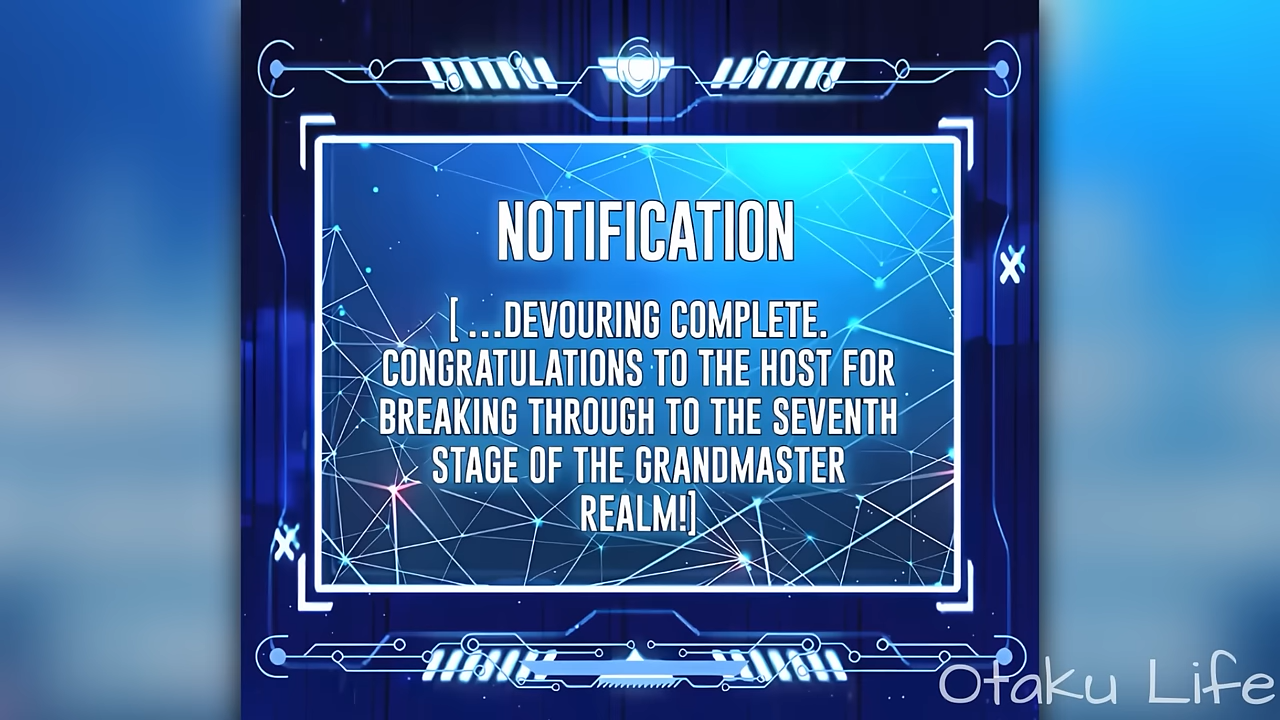 NOTIFICATION
[ ...DEVOURING COMPLETE.
CONGRATULATIONS TO THE HOST FOR
BREAKING THROUGH TO THE SEVENTH
STAGE OF THE GRANDMASTER
REALM!]
Otaku Life